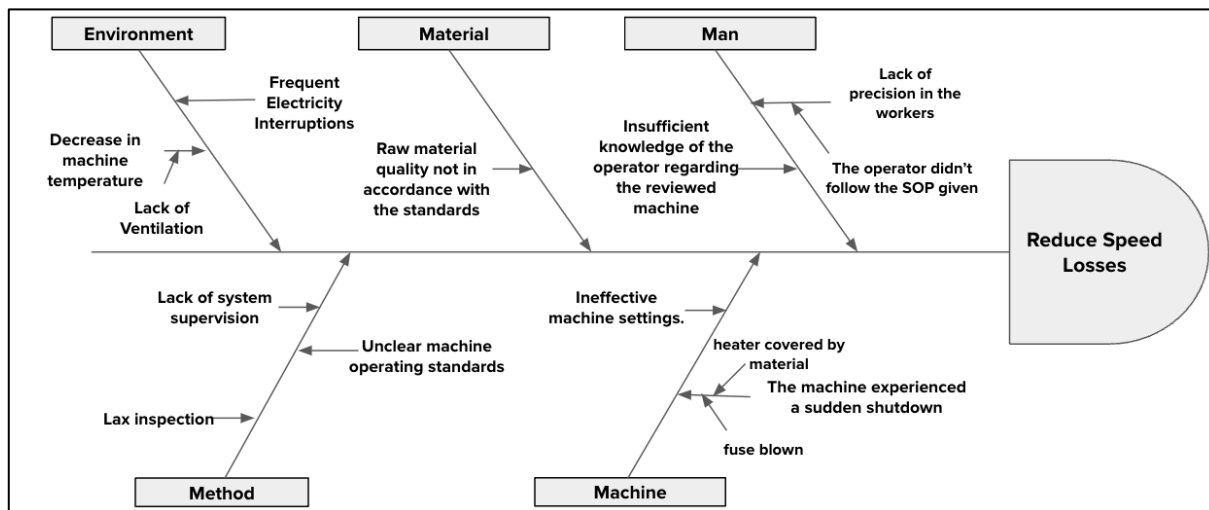 Environment
Material
Man
Frequent
Electricity
Interruptions
Decrease in
machine
temperature
Lack of
Ventilation
Raw material
quality not in
accordance with
the standards
Lack of
precision in the
workers
Insufficient
knowledge of the
operator regarding
the reviewed
machine
The operator didn't
follow the SOP given
Reduce Speed
Losses
Lack of system
supervision
Unclear machine
operating standards
Lax inspection
Ineffective
machine settings.
heater covered by
material
The machine experienced
a sudden shutdown
fuse blown
Method
Machine